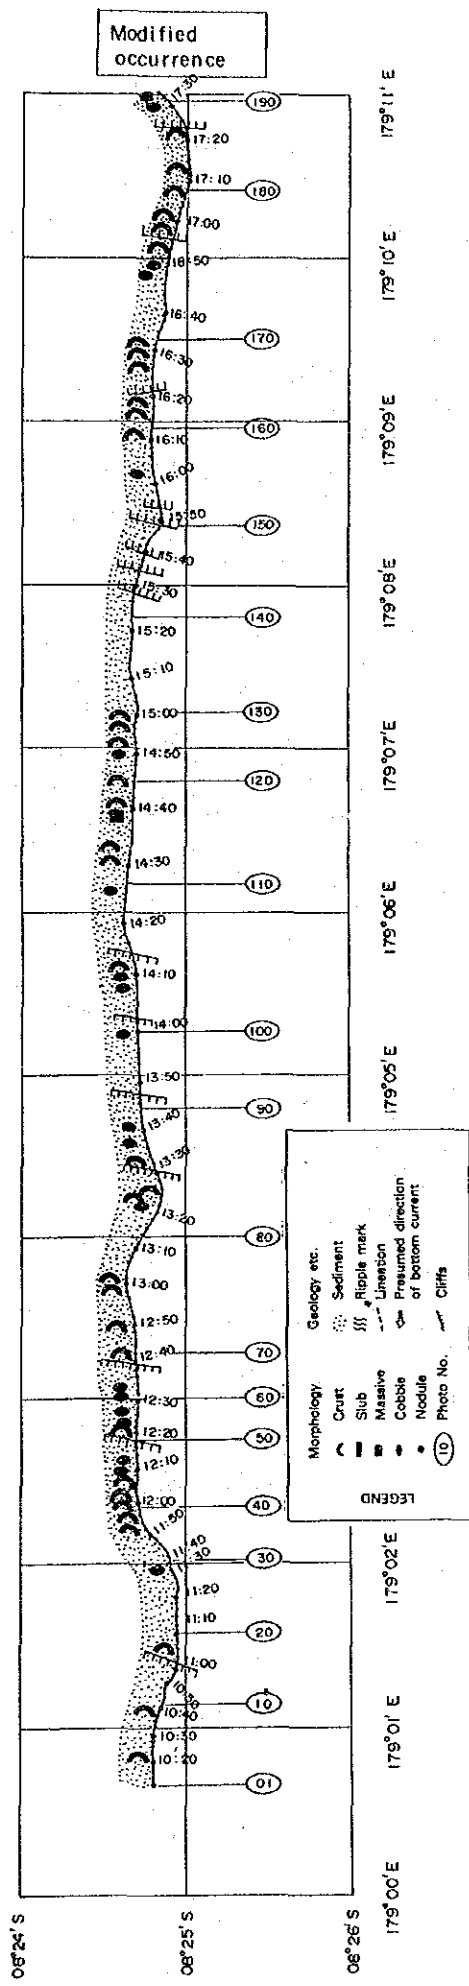 Modified
occurrence
17:30
17:20
17:10
17:00
16:50
16:40
16:30
16:20
16:10
16:00
15:50
15:40
15:30
15:20
15:10
15:00
14:50
14:40
14:30
14:20
14:10
14:00
13:50
13:40
13:30
13:20
13:10
13:00
12:50
12:40
12:30
12:20
12:10
12:00
11:50
11:40
11:30
11:20
11:10
11:00
10:50
10:40
10:30
10:20
190
180
170
160
150
140
130
120
110
100
90
80
70
60
50
40
30
20
10
01
179°11' E
179°10' E
179°09' E
179°08' E
179°07' E
179°06' E
179°05' E
179°02' E
179°01' E
179°00' E
08°24' S
08°25' S
08°26' S
LEGEND
Morphology
Crust
Slub
Massive
Cobble
Nodule
10 Photo No.
Geology etc.
Sediment
Ripple mark
Lineation
Presumed direction
of bottom current
Cliffs